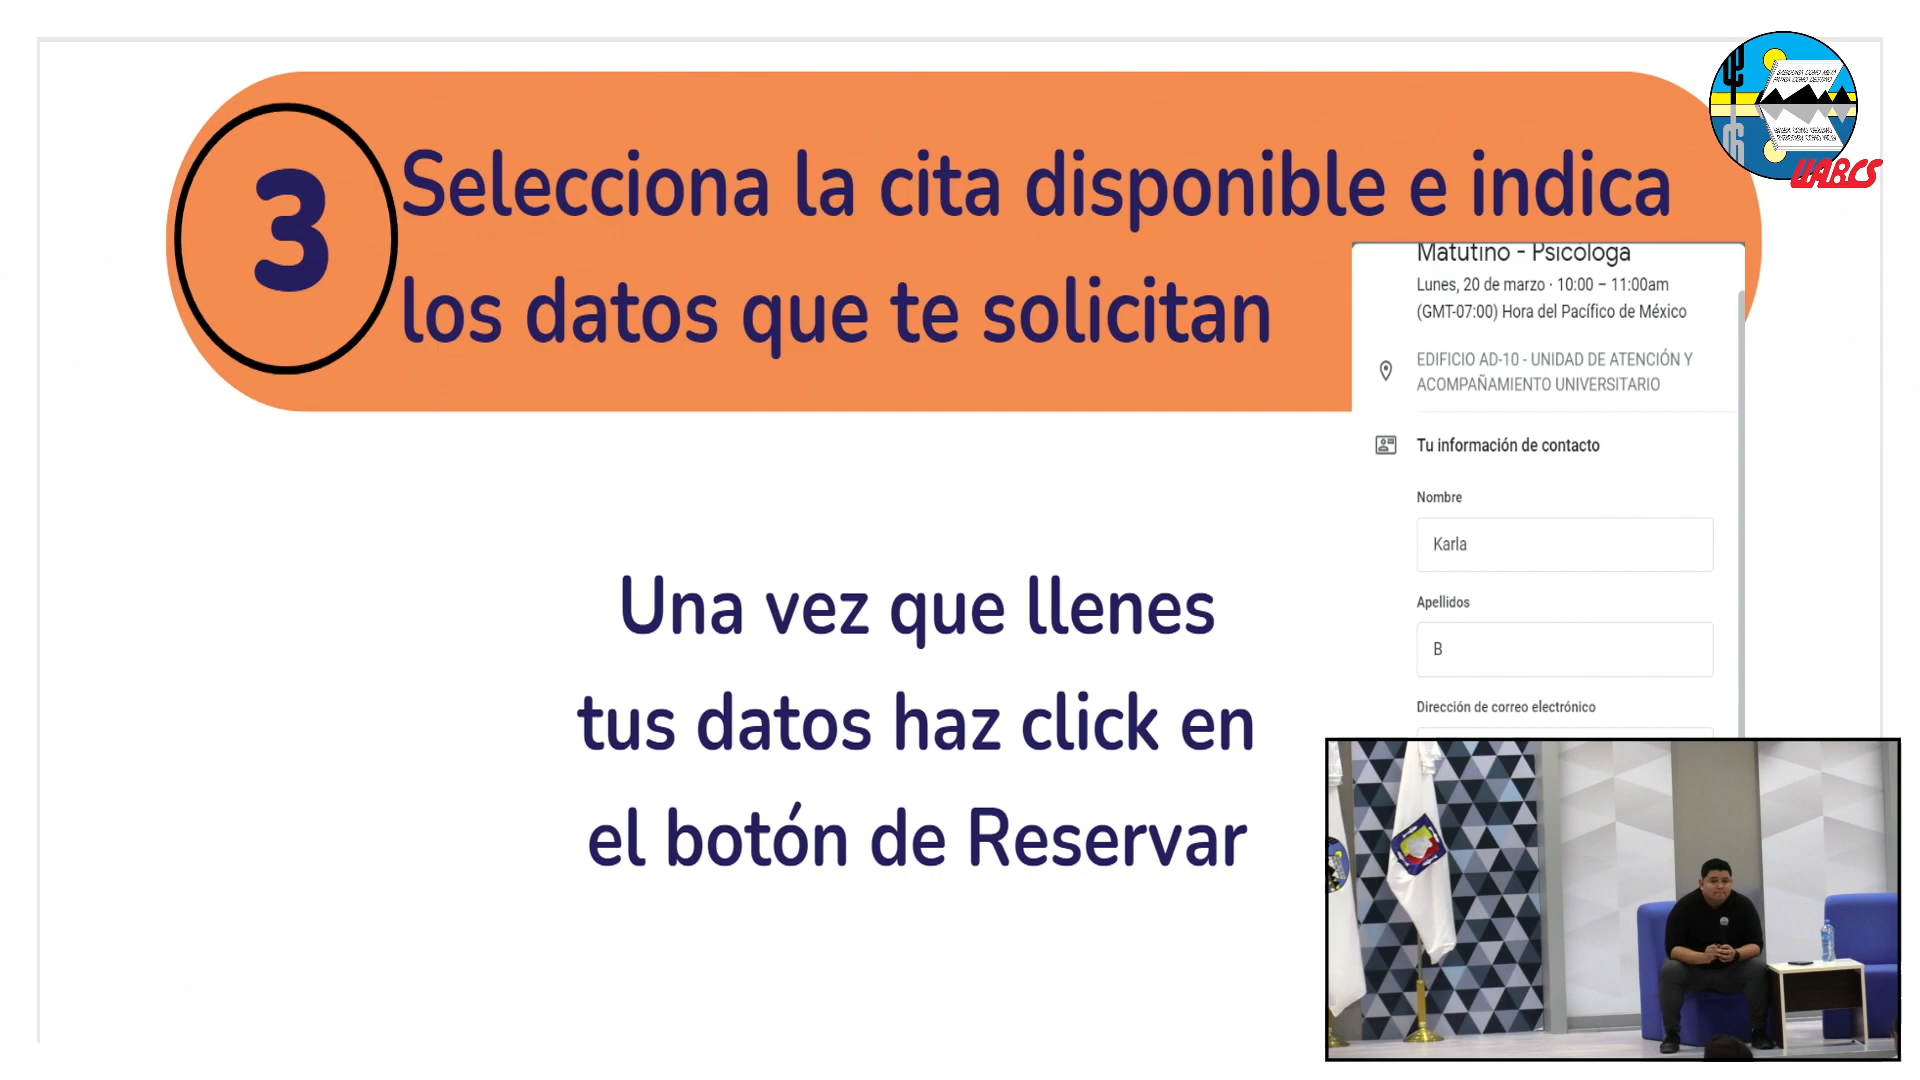 3
Selecciona la cita disponible e indica
los datos que te solicitan
UABCS
Matutino - Psicologa
Lunes, 20 de marzo · 10:00 – 11:00am
(GMT-07:00) Hora del Pacífico de México
EDIFICIO AD-10 - UNIDAD DE ATENCIÓN Y
ACOMPAÑAMIENTO UNIVERSITARIO
Tu información de contacto
Nombre
Karla
Apellidos
B
Dirección de correo electrónico
Una vez que llenes
tus datos haz click en
el botón de Reservar